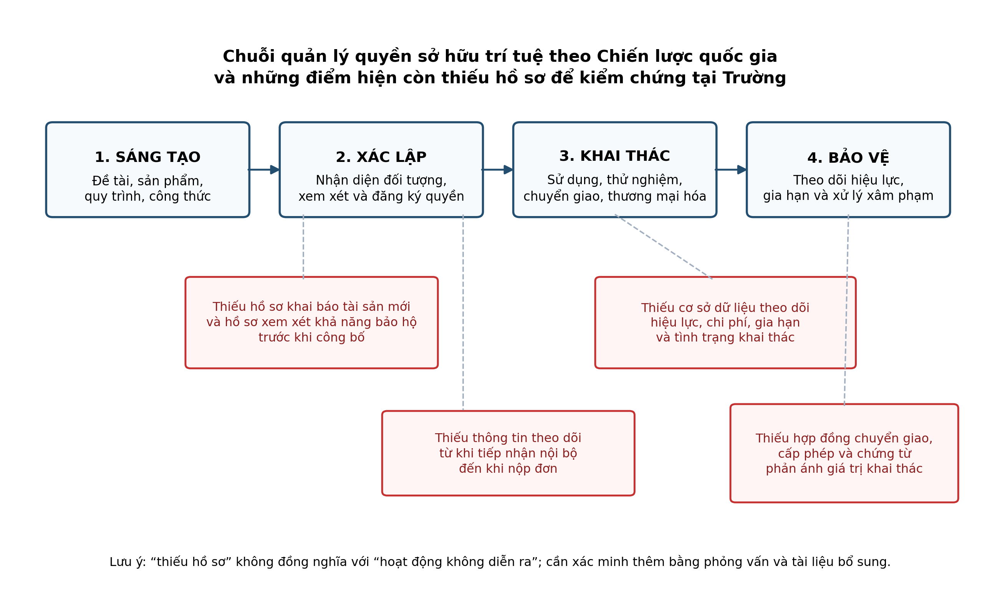 Chuỗi quản lý quyền sở hữu trí tuệ theo Chiến lược quốc gia
và những điểm hiện còn thiếu hồ sơ để kiểm chứng tại Trường
1. SÁNG TẠO
Đề tài, sản phẩm,
quy trình, công thức
2. XÁC LẬP
Nhận diện đối tượng,
xem xét và đăng ký quyền
3. KHAI THÁC
Sử dụng, thử nghiệm,
chuyển giao, thương mại hóa
4. BẢO VỆ
Theo dõi hiệu lực,
gia hạn và xử lý xâm phạm
Thiếu hồ sơ khai báo tài sản mới
và hồ sơ xem xét khả năng bảo hộ
trước khi công bố
Thiếu cơ sở dữ liệu theo dõi
hiệu lực, chi phí, gia hạn
và tình trạng khai thác
Thiếu thông tin theo dõi
từ khi tiếp nhận nội bộ
đến khi nộp đơn
Thiếu hợp đồng chuyển giao,
cấp phép và chứng từ
phản ánh giá trị khai thác
Lưu ý: “thiếu hồ sơ” không đồng nghĩa với “hoạt động không diễn ra”; cần xác minh thêm bằng phỏng vấn và tài liệu bổ sung.